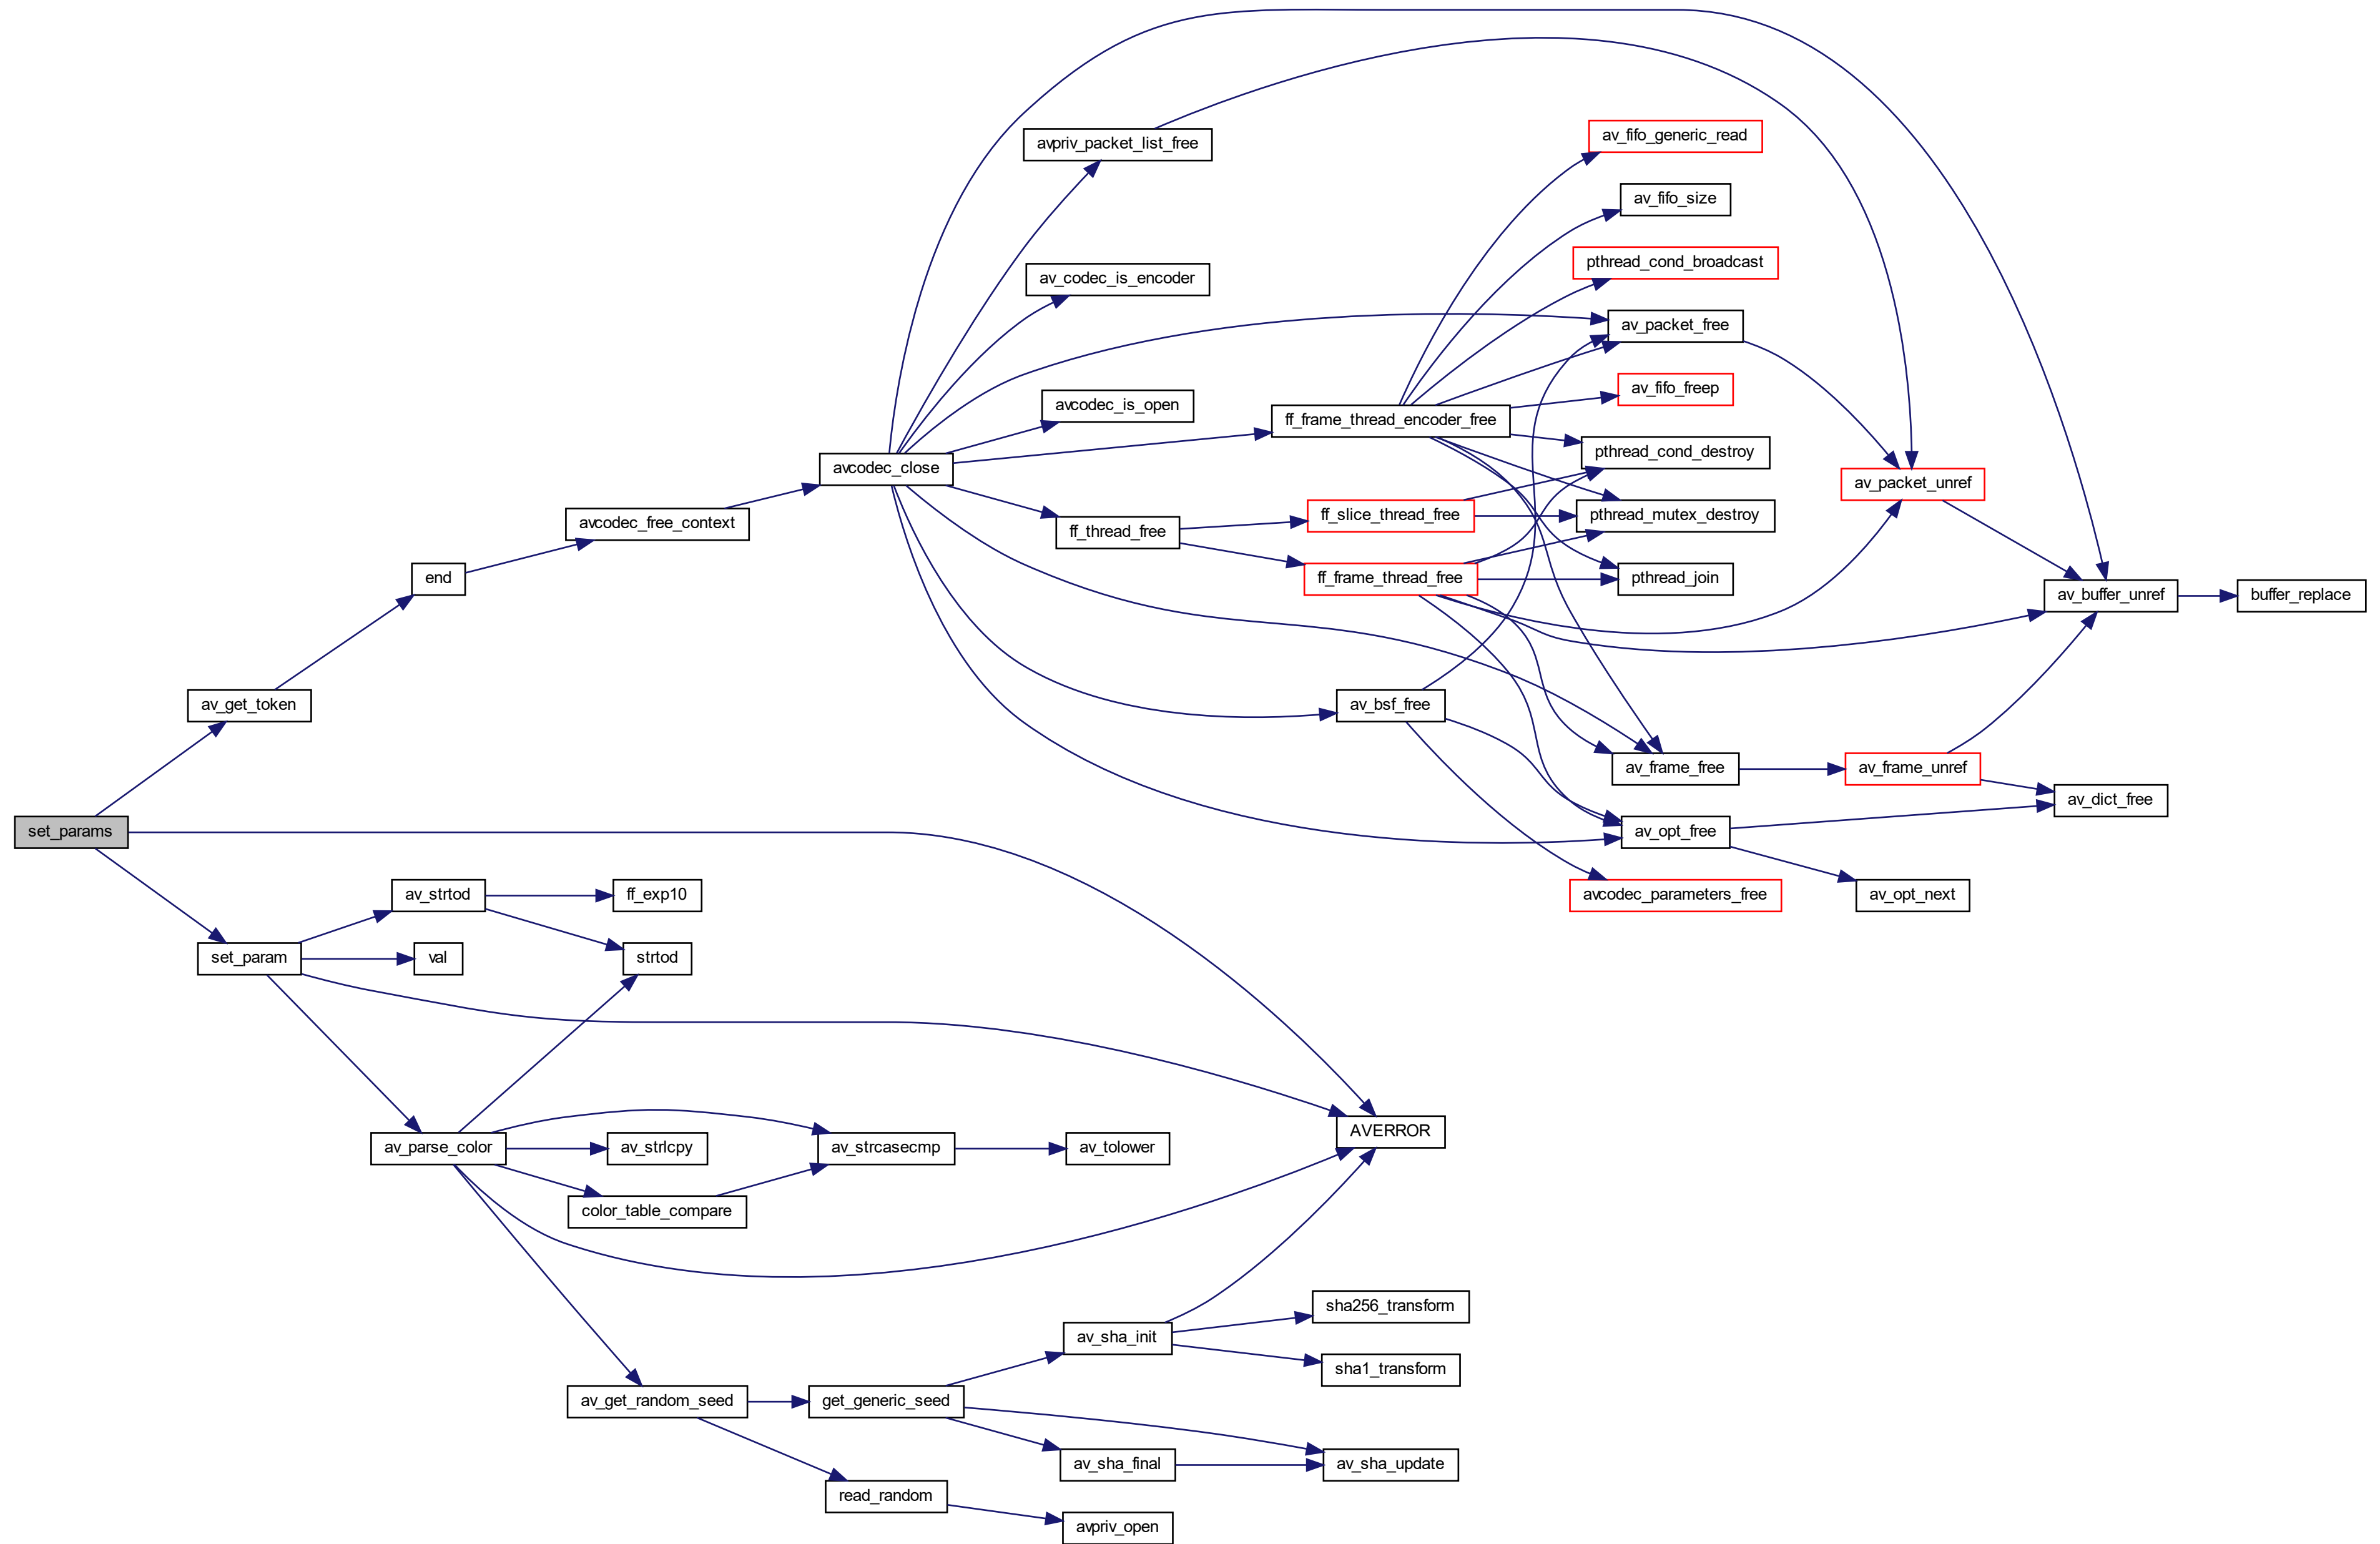 avpriv_packet_list_free
av_fifo_generic_read
av_fifo_size
pthread_cond_broadcast
av_codec_is_encoder
av_packet_free
avcodec_is_open
av_fifo_freep
ff_frame_thread_encoder_free
pthread_cond_destroy
avcodec_close
av_packet_unref
ff_slice_thread_free
pthread_mutex_destroy
avcodec_free_context
ff_thread_free
end
ff_frame_thread_free
pthread_join
av_buffer_unref
buffer_replace
av_get_token
av_bsf_free
av_frame_free
av_frame_unref
av_dict_free
set_params
av_opt_free
av_strtod
ff_exp10
avcodec_parameters_free
av_opt_next
set_param
val
strtod
AVERROR
av_parse_color
av_strlcpy
av_strcasecmp
av_tolower
color_table_compare
sha256_transform
av_sha_init
sha1_transform
av_get_random_seed
get_generic_seed
av_sha_final
av_sha_update
read_random
avpriv_open